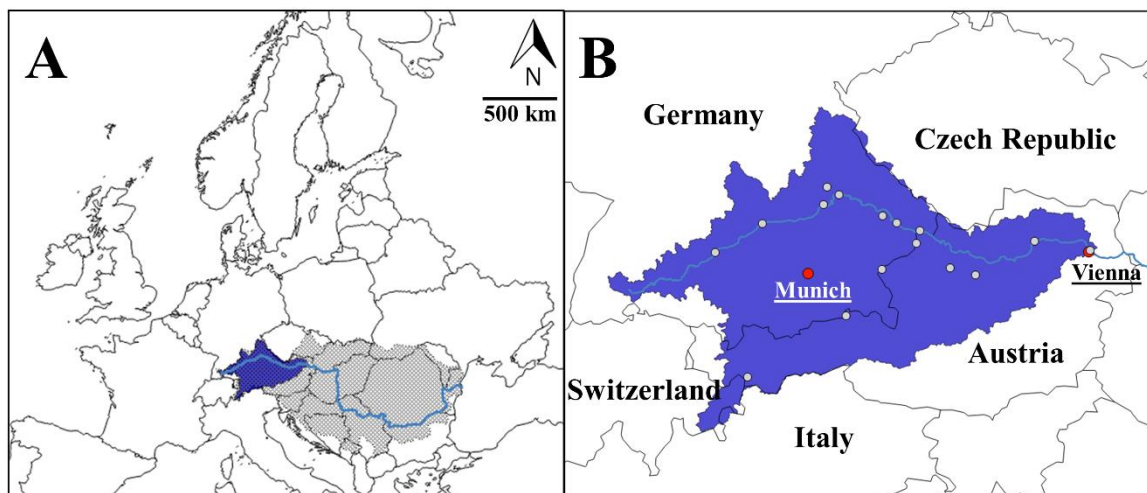 A
N
500 km
B
Germany
Czech Republic
Munich
Vienna
Austria
Switzerland
Italy